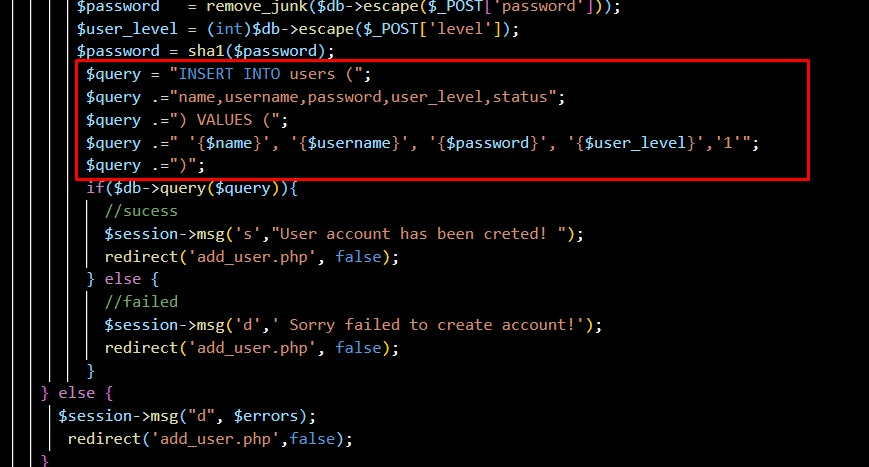 $password   = remove_junk($db->escape($_POST['password']));
$user_level = (int)$db->escape($_POST['level']);
$password = sha1($password);
$query = "INSERT INTO users (";
$query .="name,username,password,user_level,status";
$query .=") VALUES (";
$query .=" '{$name}', '{$username}', '{$password}', '{$user_level}','1'";
$query .=")";
if($db->query($query)){
//sucess
$session->msg('s',"User account has been creted! ");
redirect('add_user.php', false);
} else {
//failed
$session->msg('d',' Sorry failed to create account!');
redirect('add_user.php', false);
}
} else {
$session->msg("d", $errors);
redirect('add_user.php',false);
}